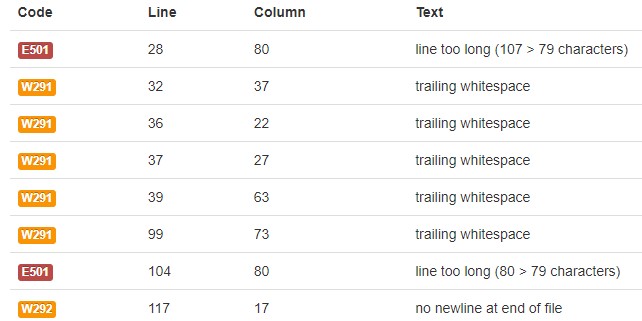 Code Line Column Text
E501 28 80 line too long (107 > 79 characters)
W291 32 37 trailing whitespace
W291 36 22 trailing whitespace
W291 37 27 trailing whitespace
W291 39 63 trailing whitespace
W291 99 73 trailing whitespace
E501 104 80 line too long (80 > 79 characters)
W292 117 17 no newline at end of file